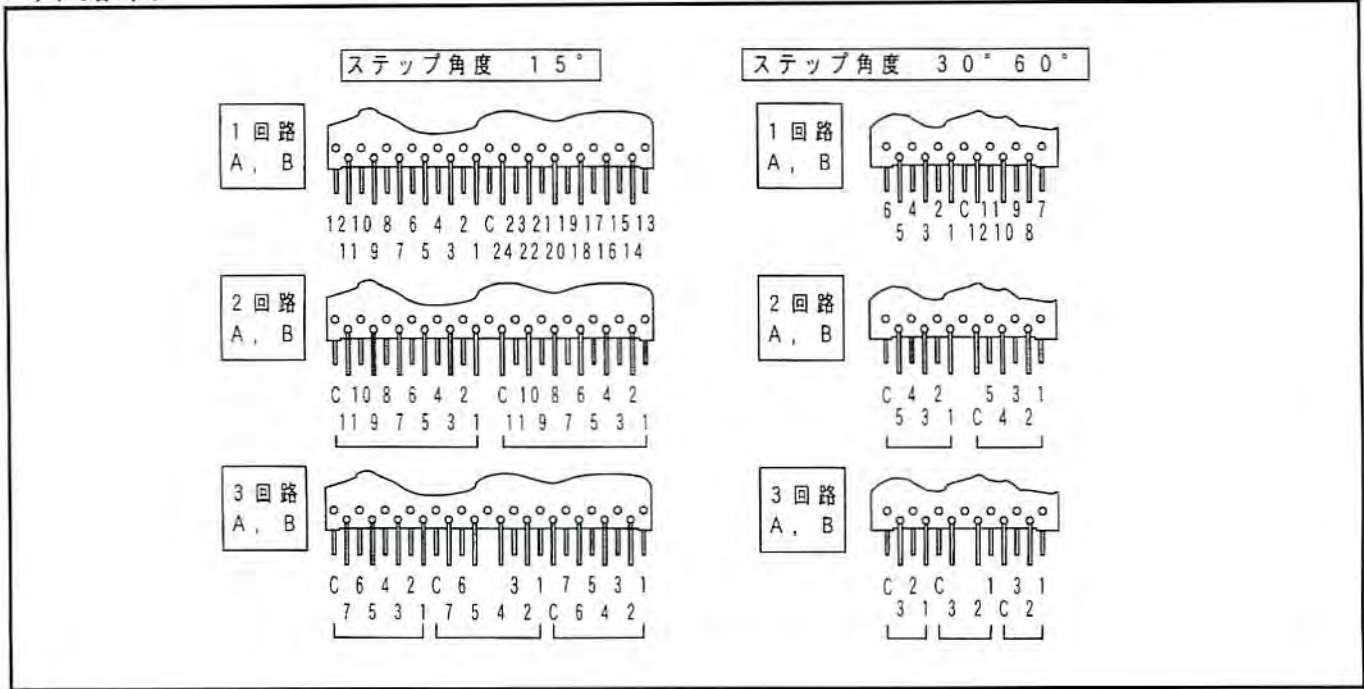 ステップ角度 15°
1回路
A, B
12 10 8 6 4 2 C 23 21 19 17 15 13
11 9 7 5 3 1 24 22 20 18 16 14
2回路
A, B
C 10 8 6 4 2 C 10 8 6 4 2
11 9 7 5 3 1 11 9 7 5 3 1
3回路
A, B
C 6 4 2 C 6 3 1 7 5 3 1
7 5 3 1 7 5 4 2 C 6 4 2
ステップ角度 30° 60°
1回路
A, B
6 4 2 C 11 9 7
5 3 1 12 10 8
2回路
A, B
C 4 2 5 3 1
5 3 1 C 4 2
3回路
A, B
C 2 C 1 3 1
3 1 3 2 C 2